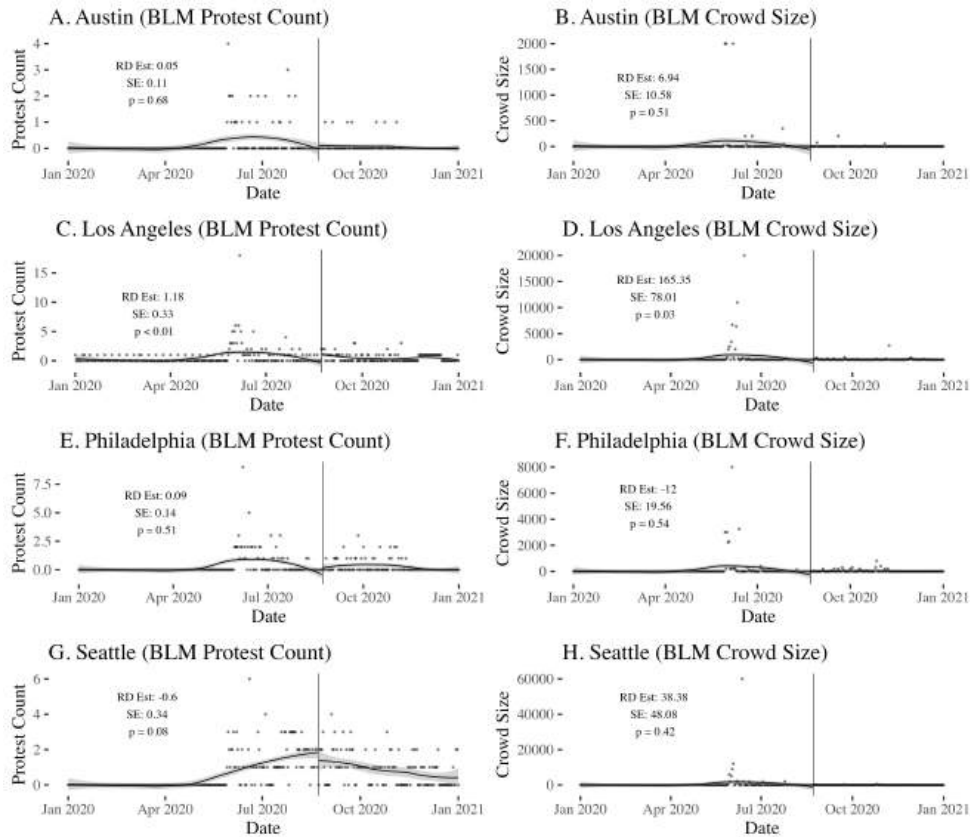 A. Austin (BLM Protest Count)
Protest Count
4
3
2
1
0
RD Est: 0.05
SE: 0.11
p = 0.68
Jan 2020 Apr 2020 Jul 2020 Oct 2020 Jan 2021
Date
B. Austin (BLM Crowd Size)
Crowd Size
2000
1500
1000
500
0
RD Est: 6.94
SE: 10.58
p = 0.51
Jan 2020 Apr 2020 Jul 2020 Oct 2020 Jan 2021
Date
C. Los Angeles (BLM Protest Count)
Protest Count
15
10
5
0
RD Est: 1.18
SE: 0.33
p < 0.01
Jan 2020 Apr 2020 Jul 2020 Oct 2020 Jan 2021
Date
D. Los Angeles (BLM Crowd Size)
Crowd Size
20000
15000
10000
5000
0
RD Est: 165.35
SE: 78.01
p = 0.03
Jan 2020 Apr 2020 Jul 2020 Oct 2020 Jan 2021
Date
E. Philadelphia (BLM Protest Count)
Protest Count
7.5
5.0
2.5
0.0
RD Est: 0.09
SE: 0.14
p = 0.51
Jan 2020 Apr 2020 Jul 2020 Oct 2020 Jan 2021
Date
F. Philadelphia (BLM Crowd Size)
Crowd Size
8000
6000
4000
2000
0
RD Est: -12
SE: 19.56
p = 0.54
Jan 2020 Apr 2020 Jul 2020 Oct 2020 Jan 2021
Date
G. Seattle (BLM Protest Count)
Protest Count
6
4
2
0
RD Est: -0.6
SE: 0.34
p = 0.08
Jan 2020 Apr 2020 Jul 2020 Oct 2020 Jan 2021
Date
H. Seattle (BLM Crowd Size)
Crowd Size
60000
40000
20000
0
RD Est: 38.38
SE: 48.08
p = 0.42
Jan 2020 Apr 2020 Jul 2020 Oct 2020 Jan 2021
Date